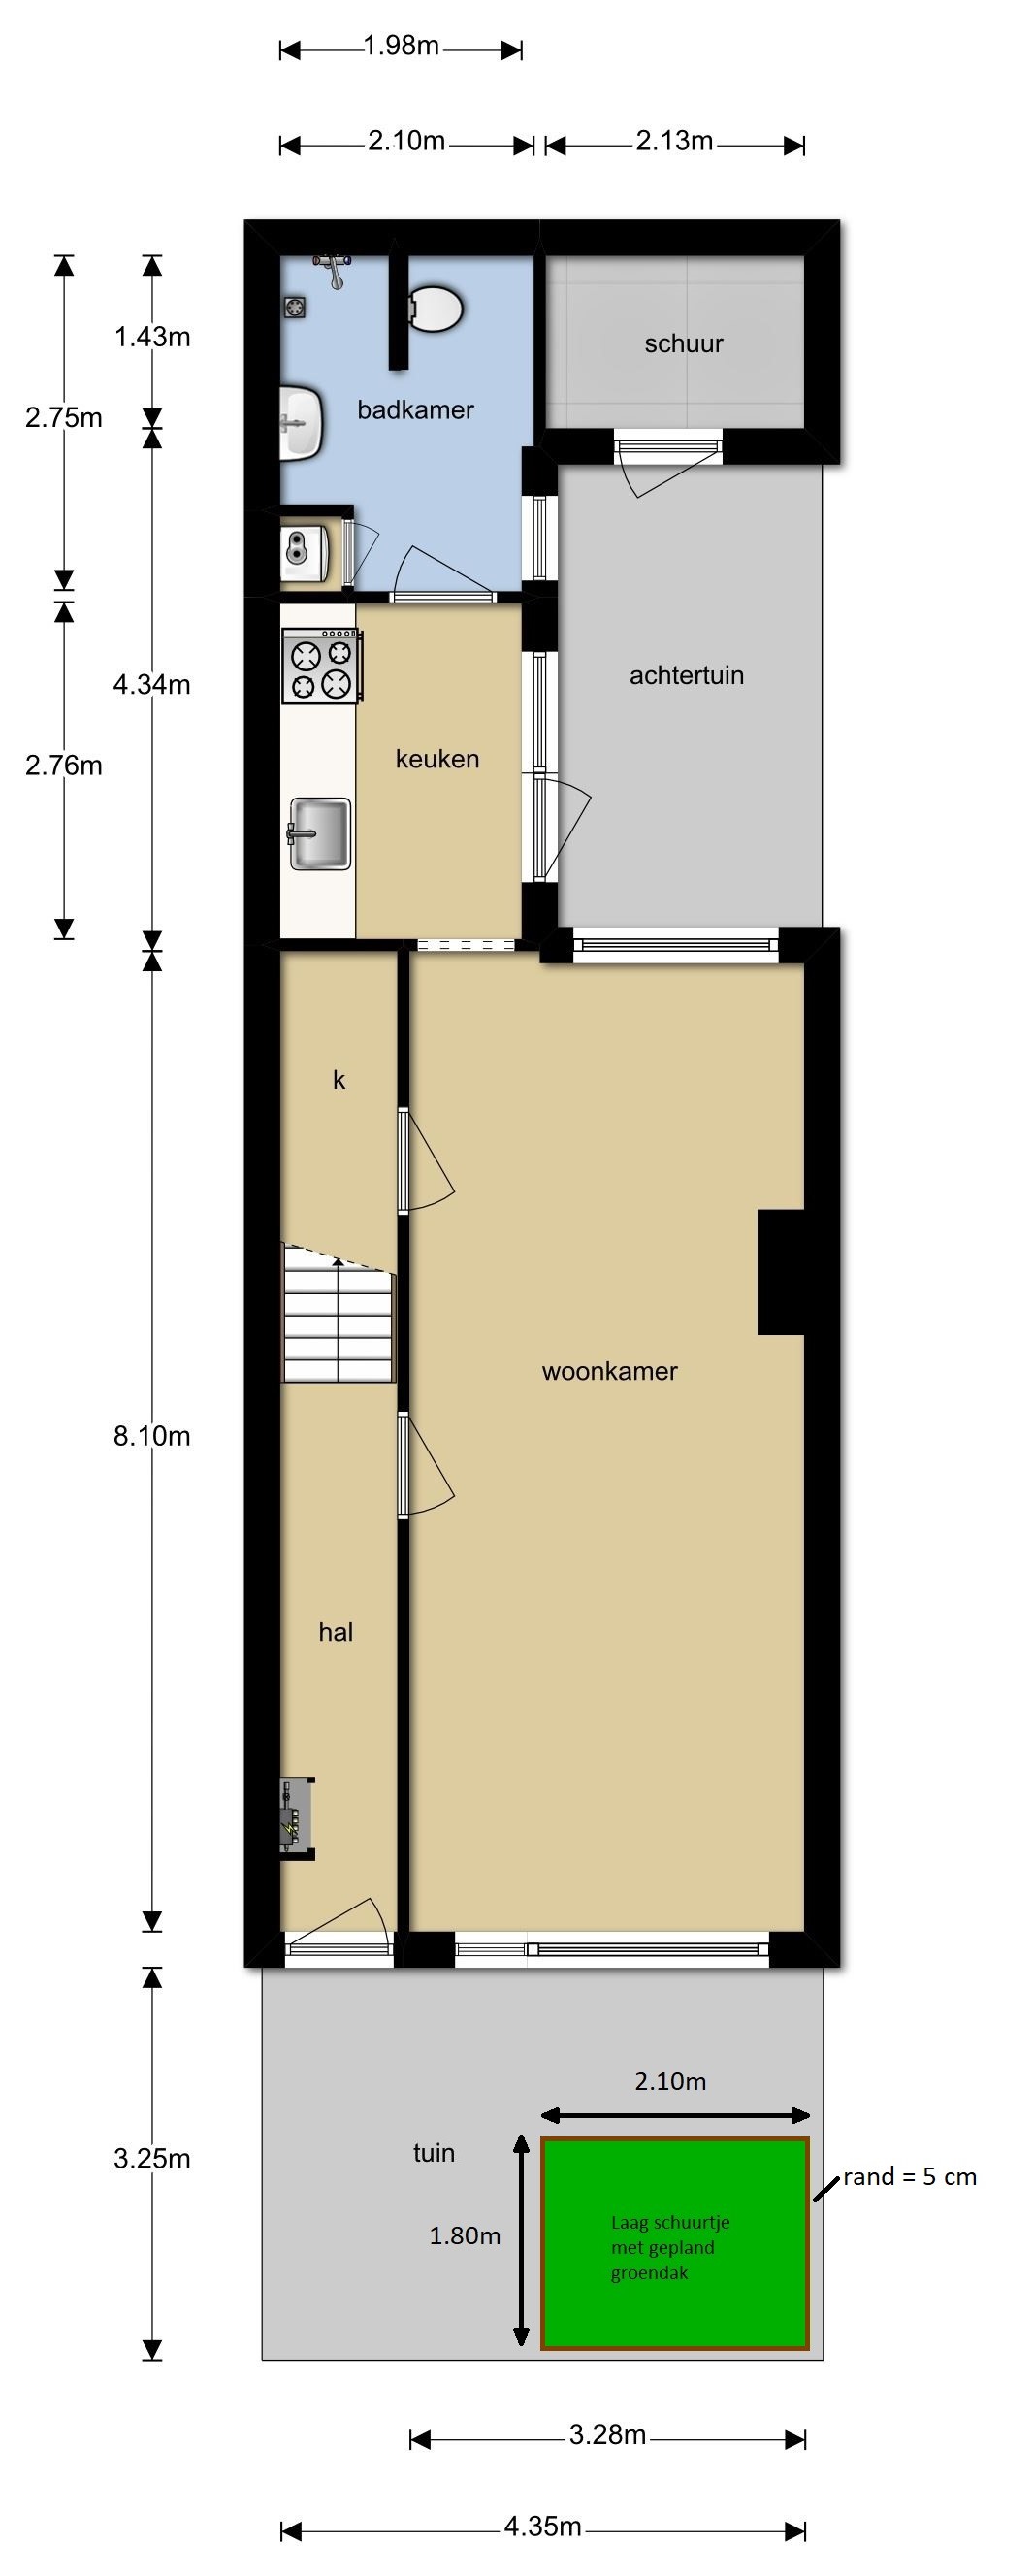 1.98m
2.10m
2.13m
1.43m
schuur
2.75m
badkamer
4.34m
achtertuin
2.76m
keuken
k
woonkamer
8.10m
hal
2.10m
tuin
3.25m
rand = 5 cm
1.80m
Laag schuurtje
met gepland
groendak
3.28m
4.35m